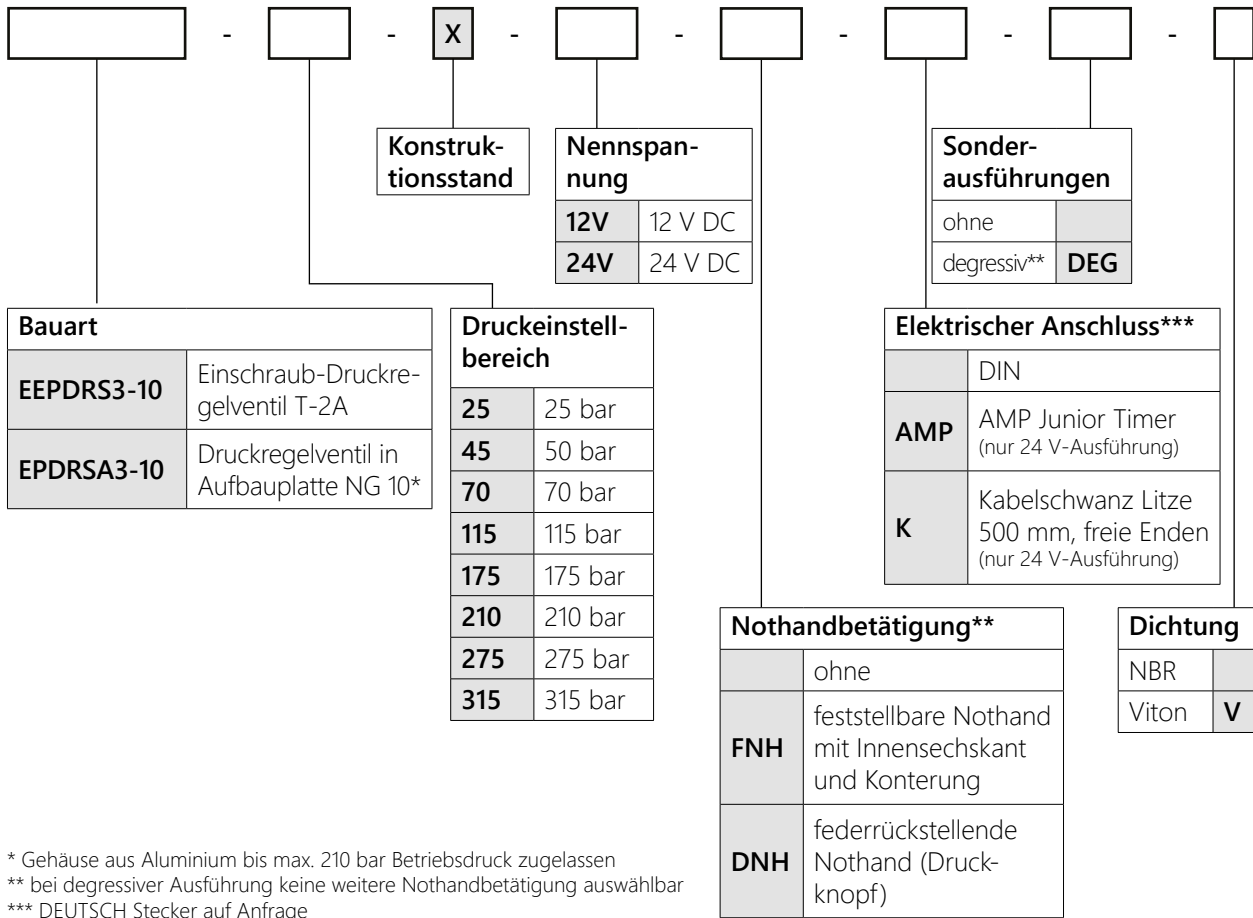 - - X - - - - -
Konstruk-
tionsstand
Nennspan-
nung
12V 12 V DC
24V 24 V DC
Sonder-
ausführungen
ohne
degressiv** DEG
Bauart
EEPDRS3-10 Einschraub-Druckre-
gelventil T-2A
EPDRSA3-10 Druckregelventil in
Aufbauplatte NG 10*
Druckeinstell-
bereich
25 25 bar
45 50 bar
70 70 bar
115 115 bar
175 175 bar
210 210 bar
275 275 bar
315 315 bar
Elektrischer Anschluss***
DIN
AMP AMP Junior Timer
(nur 24 V-Ausführung)
K Kabelschwanz Litze
500 mm, freie Enden
(nur 24 V-Ausführung)
Nothandbetätigung**
ohne
FNH feststellbare Nothand
mit Innensechskant
und Konterung
DNH federrückstellende
Nothand (Druck-
knopf)
Dichtung
NBR
Viton V
* Gehäuse aus Aluminium bis max. 210 bar Betriebsdruck zugelassen
** bei degressiver Ausführung keine weitere Nothandbetätigung auswählbar
*** DEUTSCH Stecker auf Anfrage